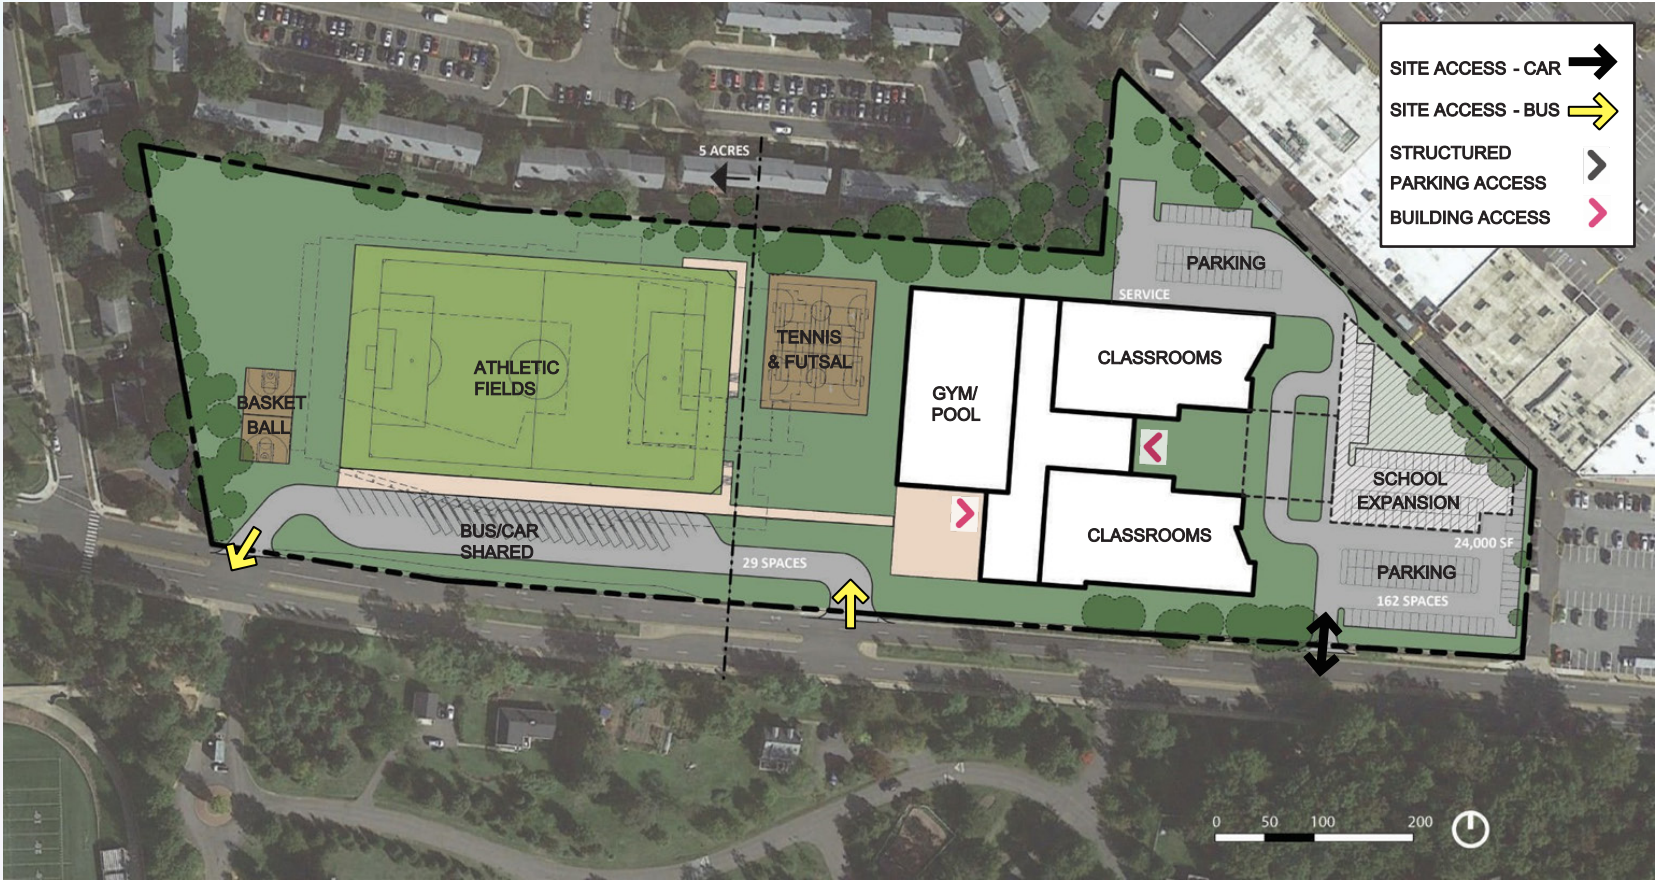 SITE ACCESS - CAR
SITE ACCESS - BUS
STRUCTURED
PARKING ACCESS
BUILDING ACCESS
5 ACRES
PARKING
SERVICE
TENNIS
& FUTSAL
CLASSROOMS
ATHLETIC
FIELDS
GYM/
POOL
BASKET
BALL
SCHOOL
EXPANSION
BUS/CAR
SHARED
CLASSROOMS
24,000 SF
29 SPACES
PARKING
162 SPACES
0 50 100 200